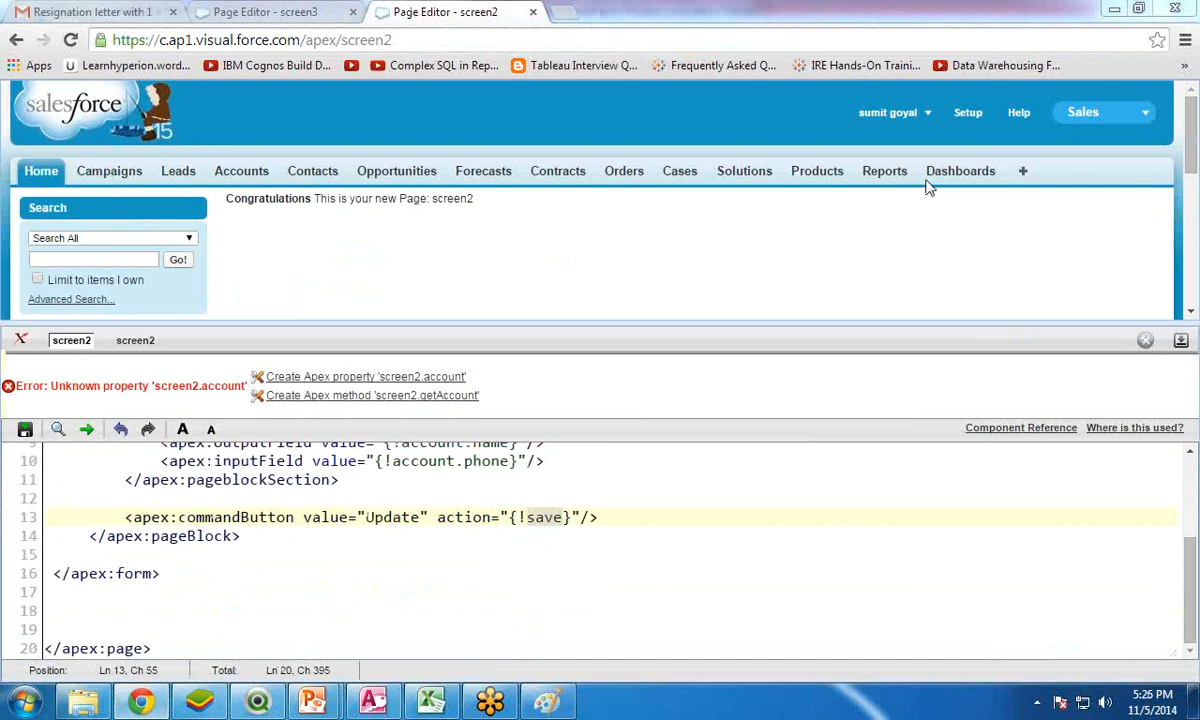 Resignation letter with 1
Page Editor - screen3
Page Editor - screen2
https://c.ap1.visual.force.com/apex/screen2
Apps
Learnhyperion.word...
IBM Cognos Build D...
Complex SQL in Rep...
Tableau Interview Q...
Frequently Asked Q...
IRE Hands-On Traini...
Data Warehousing F...
»
salesforce
15
sumit goyal
Setup
Help
Sales
Home
Campaigns
Leads
Accounts
Contacts
Opportunities
Forecasts
Contracts
Orders
Cases
Solutions
Products
Reports
Dashboards
+
Search
Search All
Go!
Limit to items I own
Advanced Search...
Congratulations This is your new Page: screen2
screen2
screen2
Error: Unknown property 'screen2.account'
Create Apex property 'screen2.account'
Create Apex method 'screen2.getAccount'
A
A
Component Reference
Where is this used?
9 <apex:outputField value="{!account.name}"/>
10 <apex:inputField value="{!account.phone}"/>
11 </apex:pageblockSection>
12
13 <apex:commandButton value="Update" action="{!save}"/>
14 </apex:pageBlock>
15
16 </apex:form>
17
18
19
20 </apex:page>
Position: Ln 13, Ch 55
Total: Ln 20, Ch 395
5:26 PM
11/5/2014